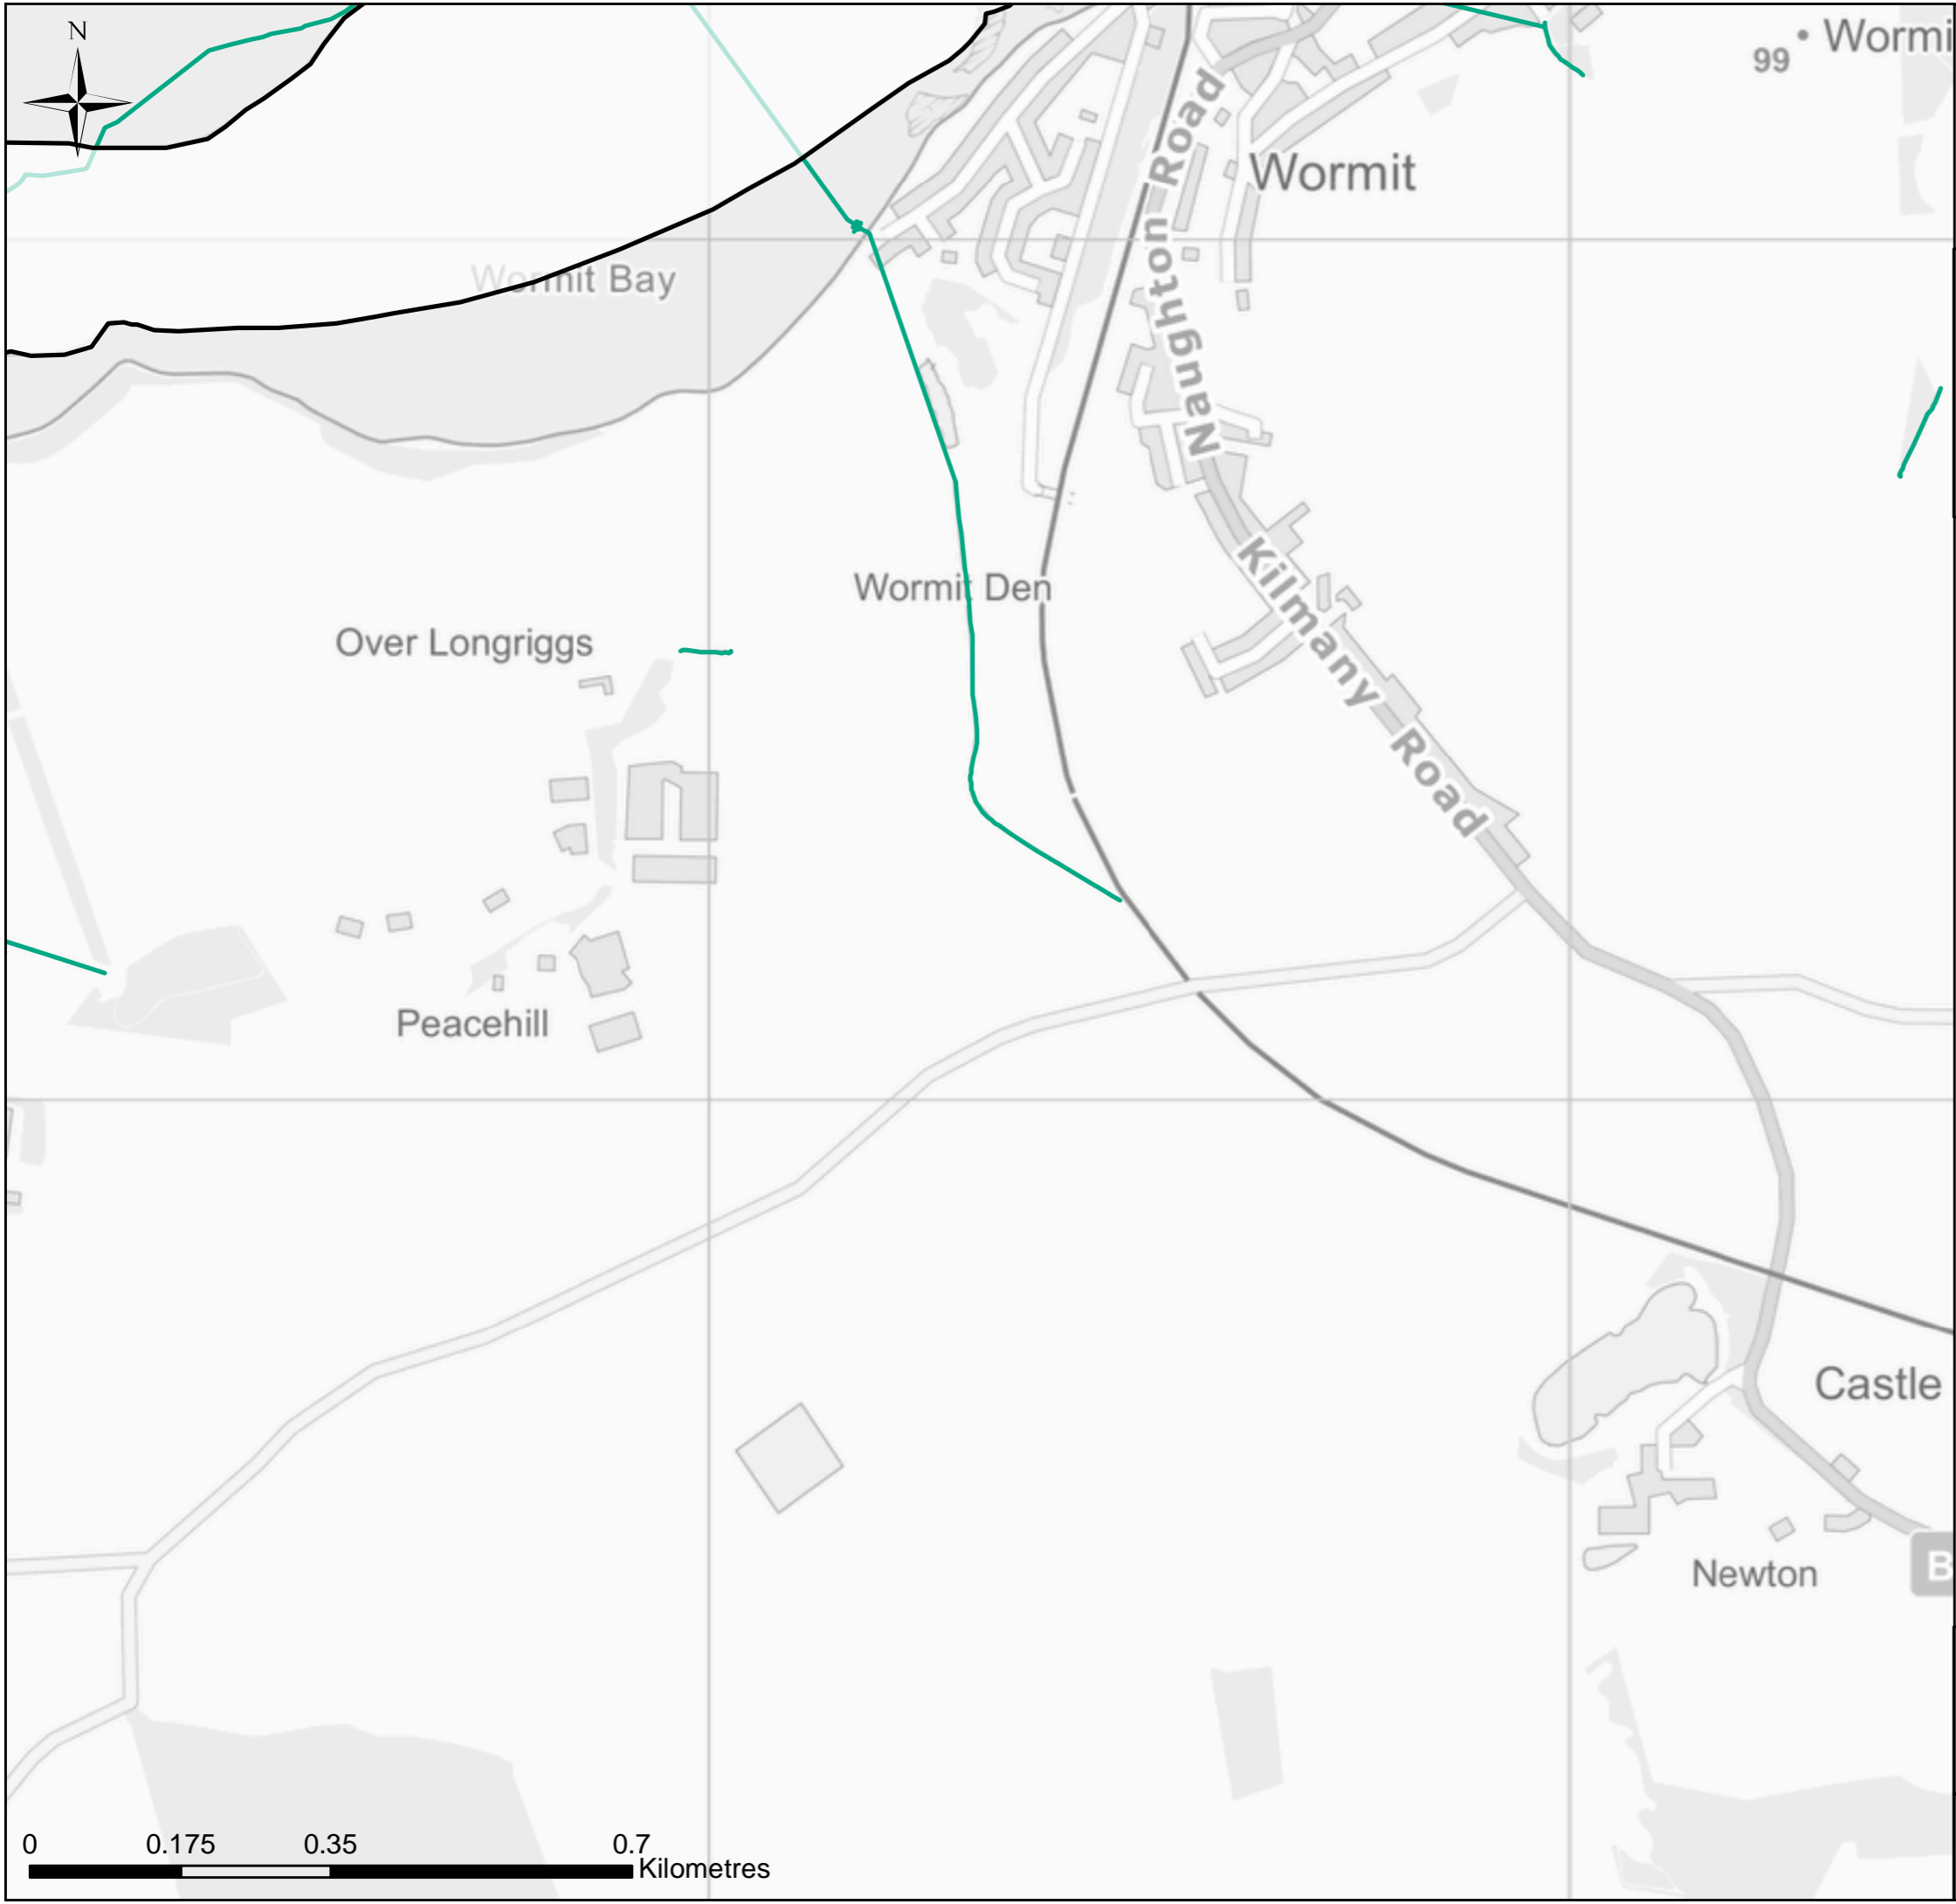 N
99
Wormi
Wormit
Naughton Road
Wormit Bay
Wormit Den
Over Longriggs
Kilmany Road
Peacehill
Castle
Newton
B
0 0.175 0.35 0.7
Kilometres